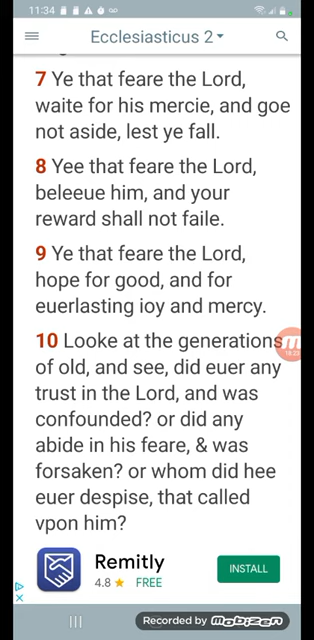 11:34
Ecclesiasticus 2
7 Ye that feare the Lord,
waite for his mercie, and goe
not aside, lest ye fall.
8 Yee that feare the Lord,
beleeue him, and your
reward shall not faile.
9 Ye that feare the Lord,
hope for good, and for
euerlasting ioy and mercy.
10 Looke at the generations
of old, and see, did euer any
trust in the Lord, and was
confounded? or did any
abide in his feare, & was
forsaken? or whom did hee
euer despise, that called
vpon him?
Remitly
4.8 ★ FREE
INSTALL
Recorded by mobizen